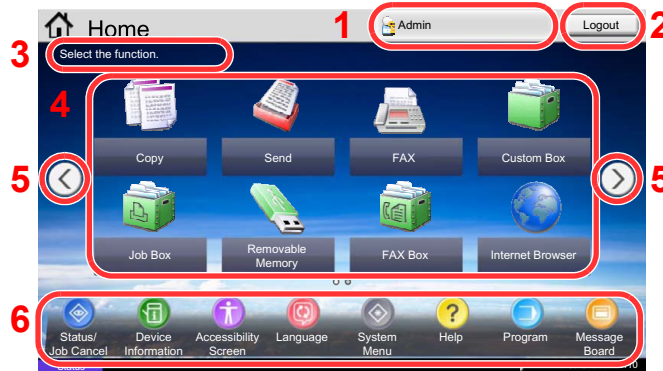 Home
1
Admin
Logout
2
3
Select the function.
4
Copy
Send
FAX
Custom Box
5
5
Job Box
Removable
Memory
FAX Box
Internet Browser
6
Status/
Job Cancel
Device
Information
Accessibility
Screen
Language
System
Menu
Help
Program
Message
Board
Status
10